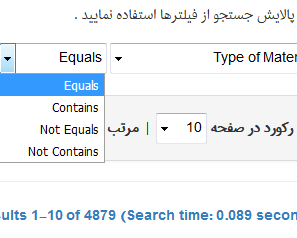 پالایش جستجو از فیلترها استفاده نمایید .
Type of Mater
Equals
Equals
Contains
Not Equals
Not Contains
رکورد در صفحه 10 | مرتب
ults 1–10 of 4879 (Search time: 0.089 secon